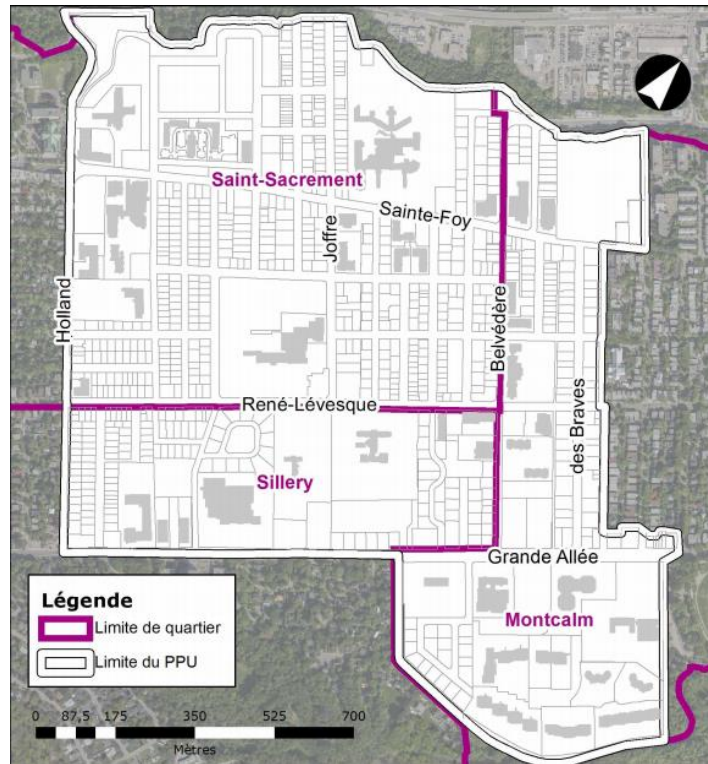 Saint-Sacrement
Sainte-Foy
Joffre
Holland
Belvédère
René-Lévesque
des Braves
Sillery
Grande Allée
Montcalm
Légende
Limite de quartier
Limite du PPU
0 87,5 175 350 525 700
Mètres